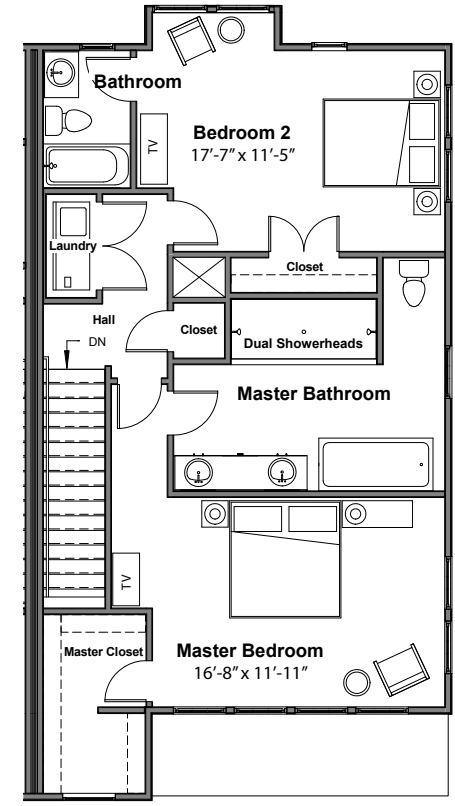 Bathroom
Bedroom 2
17'-7" x 11'-5"
TV
Laundry
Closet
Hall
DN
Closet
Dual Showerheads
Master Bathroom
TV
Master Closet
Master Bedroom
16'-8" x 11'-11"